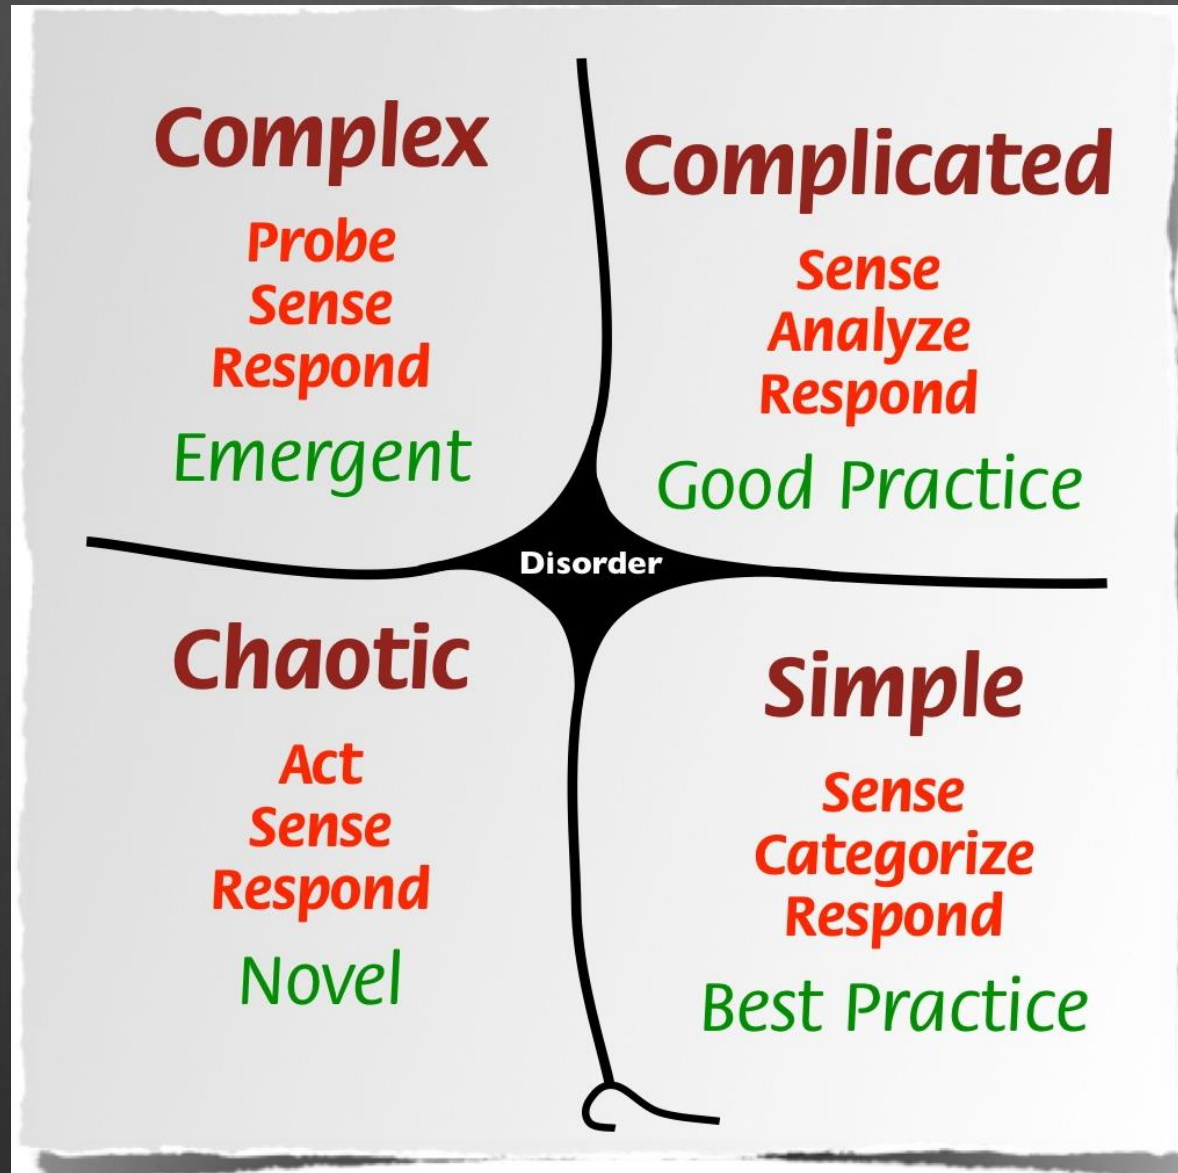 Complex
Probe
Sense
Respond
Emergent
Complicated
Sense
Analyze
Respond
Good Practice
Disorder
Chaotic
Act
Sense
Respond
Novel
Simple
Sense
Categorize
Respond
Best Practice